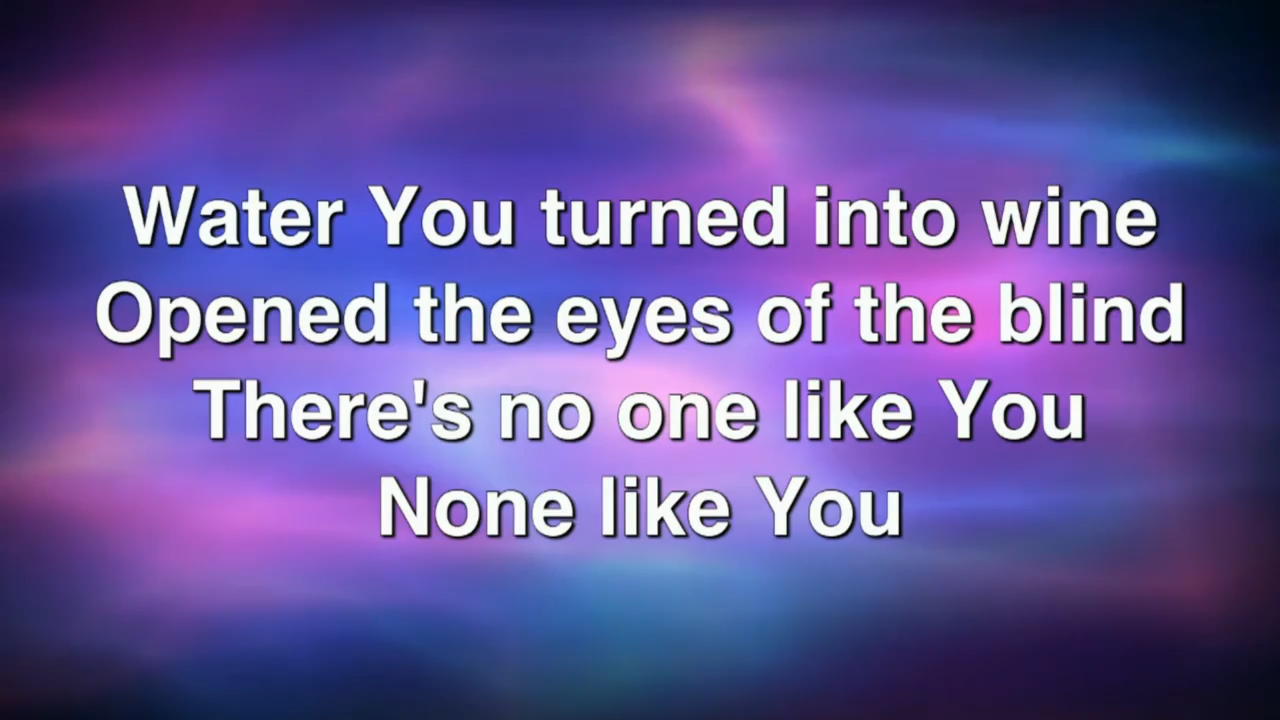 Water You turned into wine
Opened the eyes of the blind
There's no one like You
None like You